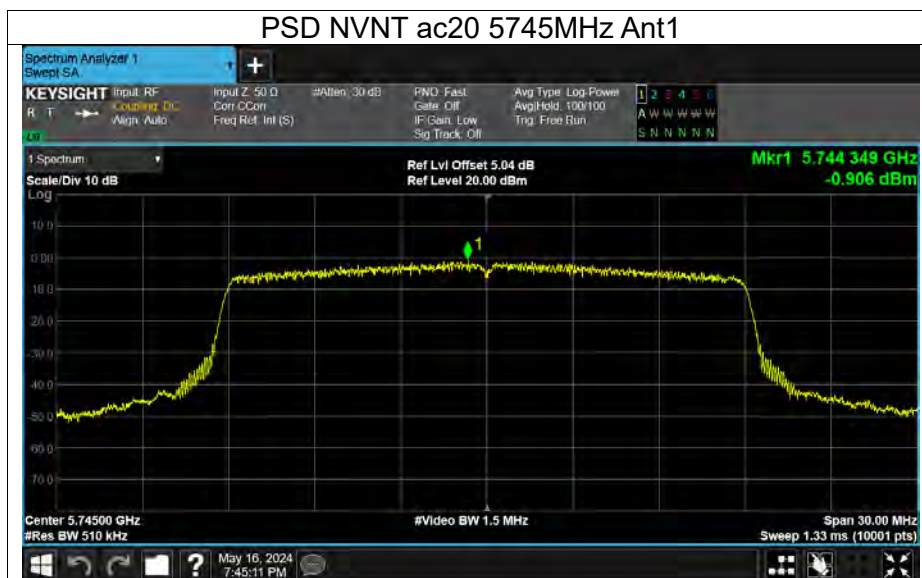 PSD NVNT ac20 5745MHz Ant1
Spectrum Analyzer 1
Swept SA
+
KEYSIGHT Input: RF Input Z: 50 Ω #Atten: 30 dB PNO: Fast Avg Type: Log-Power 1 2 3 4 5 6
R T Coupling: DC Corr CCorr Gate: Off Avg|Hold: 100/100 A W W W W W
Align: Auto Freq Ref: Int (S) IF Gain: Low Trig: Free Run
Sig Track: Off S N N N N N
1 Spectrum
Ref Lvl Offset 5.04 dB
Mkr1 5.744 349 GHz
Scale/Div 10 dB
Ref Level 20.00 dBm
-0.906 dBm
Log
10.0
0.00
1
-10.0
-20.0
-30.0
-40.0
-50.0
-60.0
-70.0
Center 5.74500 GHz
#Video BW 1.5 MHz
Span 30.00 MHz
#Res BW 510 kHz
Sweep 1.33 ms (10001 pts)
?
May 16, 2024
7:45:11 PM